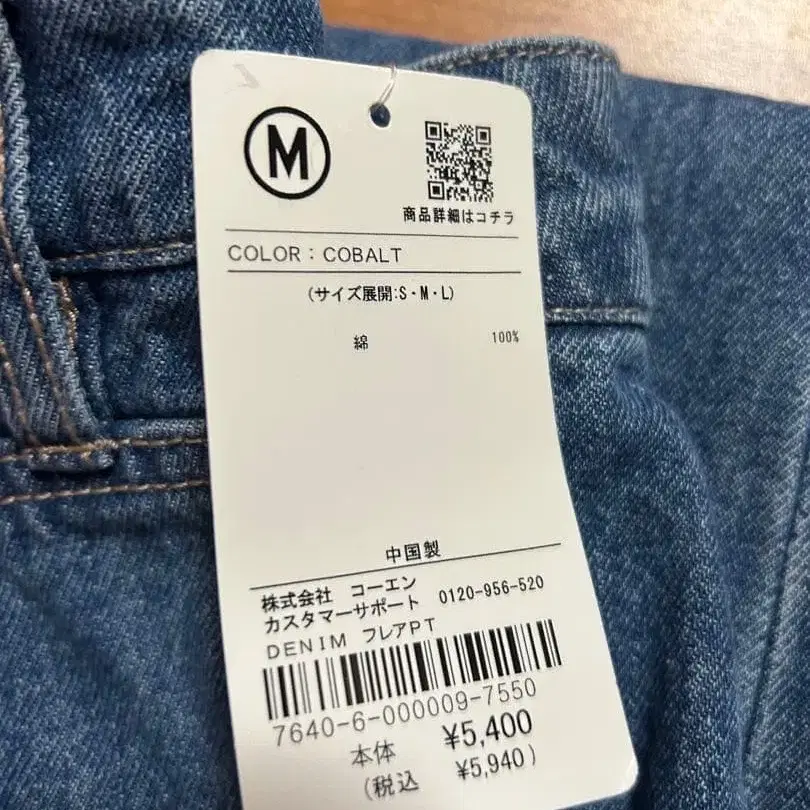 M
商品詳細はコチラ
COLOR : COBALT
(サイズ展開:S・M・L)
綿 100%
中国製
株式会社 コーエン
カスタマーサポート 0120-956-520
DENIM フレアPT
7640-6-000009-7550
本体 ¥5,400
(税込 ¥5,940)